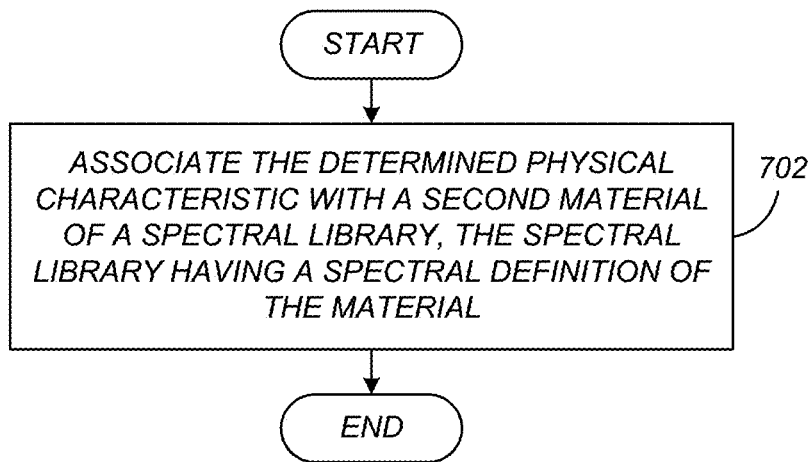 START
ASSOCIATE THE DETERMINED PHYSICAL
CHARACTERISTIC WITH A SECOND MATERIAL
OF A SPECTRAL LIBRARY, THE SPECTRAL
LIBRARY HAVING A SPECTRAL DEFINITION OF
THE MATERIAL
702
END